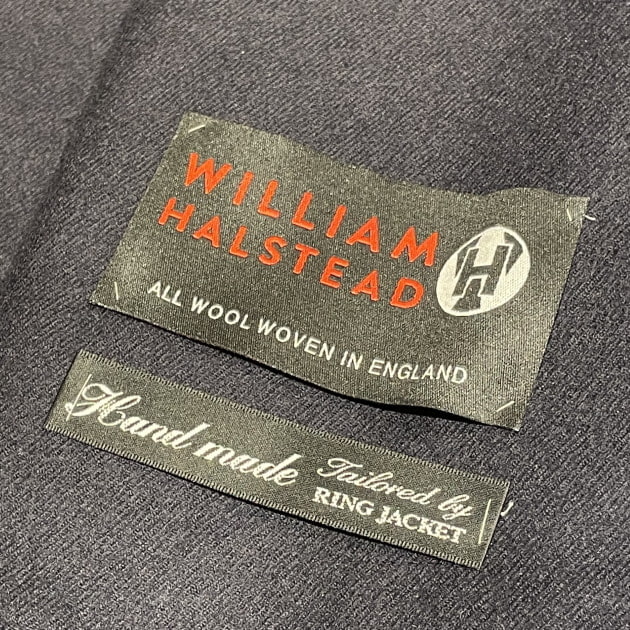 WILLIAM
HALSTEAD
H
ALL WOOL WOVEN IN ENGLAND
Hand made
Tailored by
RING JACKET